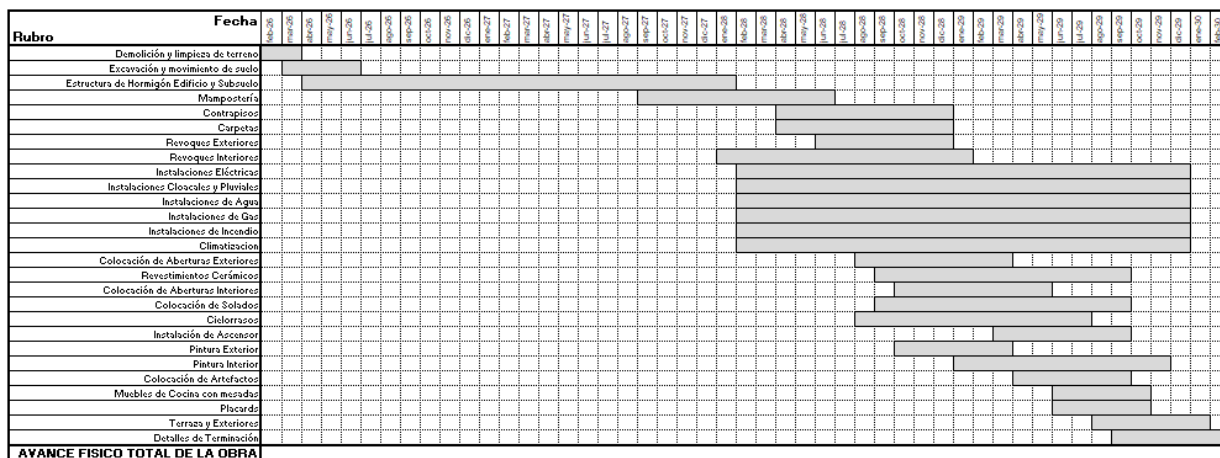 Fecha
Rubro
feb-26 mar-26 abr-26 may-26 jun-26 jul-26 ago-26 sep-26 oct-26 nov-26 dic-26 ene-27 feb-27 mar-27 abr-27 may-27 jun-27 jul-27 ago-27 sep-27 oct-27 nov-27 dic-27 ene-28 feb-28 mar-28 abr-28 may-28 jun-28 jul-28 ago-28 sep-28 oct-28 nov-28 dic-28 ene-29 feb-29 mar-29 abr-29 may-29 jun-29 jul-29 ago-29 sep-29 oct-29 nov-29 dic-29 ene-30 feb-30
Demolición y limpieza de terreno
Excavación y movimiento de suelo
Estructura de Hormigón Edificio y Subsuelo
Mampostería
Contrapisos
Carpetas
Revoques Exteriores
Revoques Interiores
Instalaciones Eléctricas
Instalaciones Cloacales y Pluviales
Instalaciones de Agua
Instalaciones de Gas
Instalaciones de Incendio
Climatizacion
Colocación de Aberturas Exteriores
Revestimientos Cerámicos
Colocación de Aberturas Interiores
Colocación de Solados
Cielorrasos
Instalación de Ascensor
Pintura Exterior
Pintura Interior
Colocación de Artefactos
Muebles de Cocina con mesadas
Placards
Terraza y Exteriores
Detalles de Terminación
AVANCE FISICO TOTAL DE LA OBRA